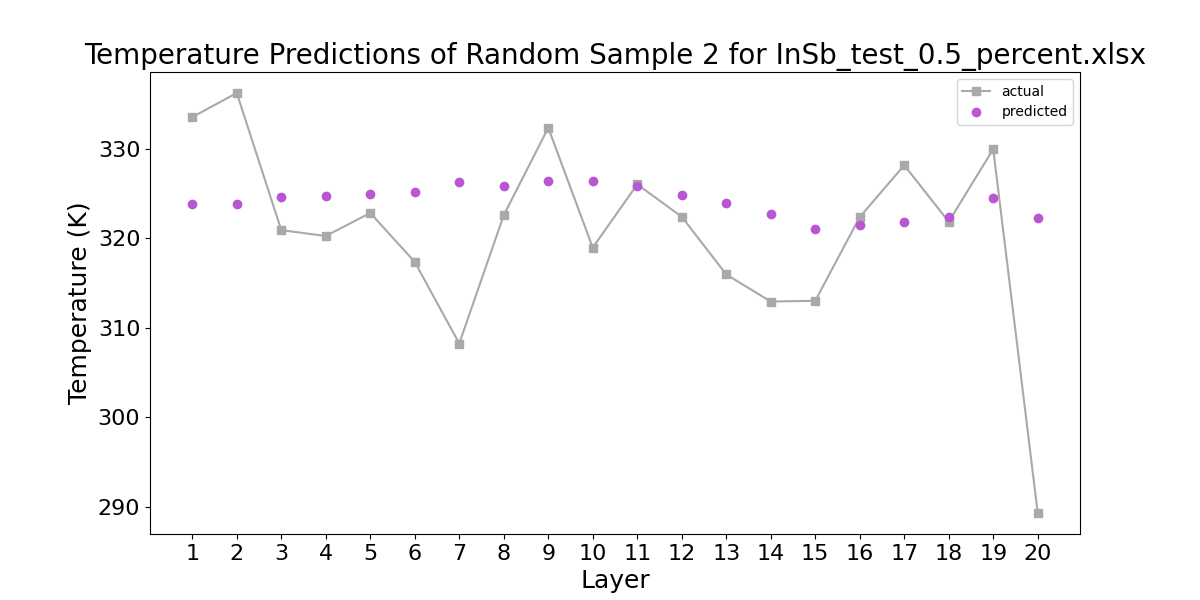 Temperature Predictions of Random Sample 2 for InSb_test_0.5_percent.xlsx
actual
predicted
Temperature (K)
330
320
310
300
290
1 2 3 4 5 6 7 8 9 10 11 12 13 14 15 16 17 18 19 20
Layer